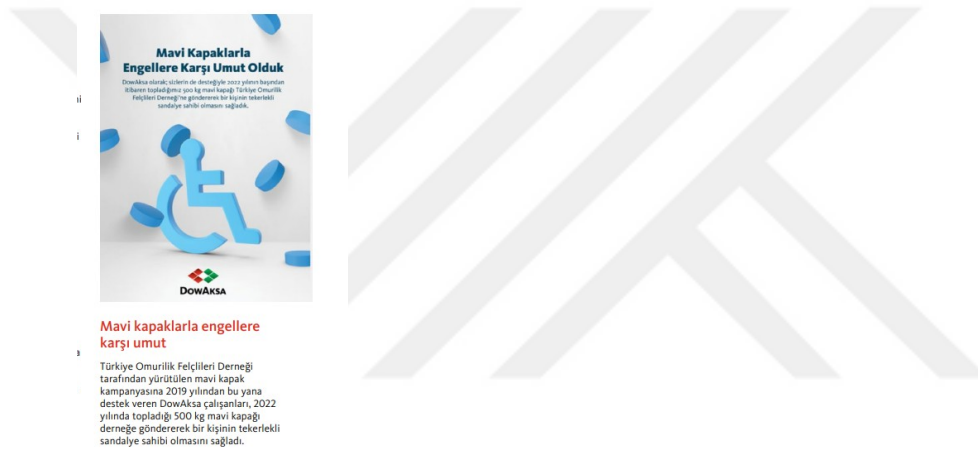 Mavi Kapaklarla
Engellere Karşı Umut Olduk
DowAksa olarak; sizlerin de desteğiyle 2022 yılının başından
itibaren topladığımız 500 kg mavi kapağı Türkiye Omurilik
Felçlileri Derneği'ne göndererek bir kişinin tekerlekli
sandalye sahibi olmasını sağladık.
DOWAKSA
Mavi kapaklarla engellere
karşı umut
Türkiye Omurilik Felçlileri Derneği
tarafından yürütülen mavi kapak
kampanyasına 2019 yılından bu yana
destek veren DowAksa çalışanları, 2022
yılında topladığı 500 kg mavi kapağı
derneğe göndererek bir kişinin tekerlekli
sandalye sahibi olmasını sağladı.